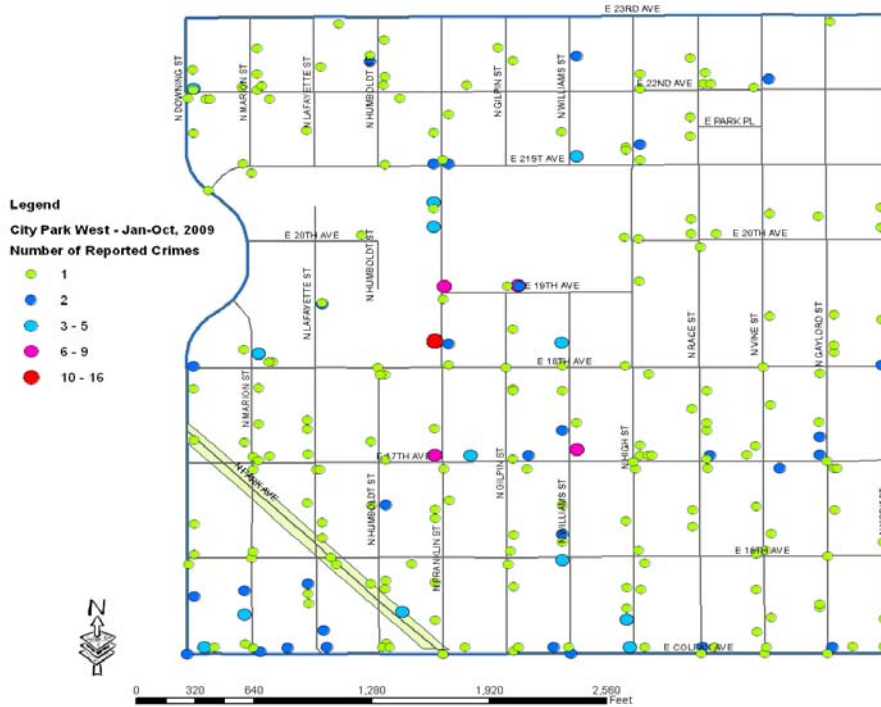 E 23RD AVE
N DOWNING ST
N MARION ST
N LAFAYETTE ST
N HUMBOLDT
N GILPIN ST
N WILLIAMS ST
E 22ND AVE
E PARK PL
E 21ST AVE
Legend
City Park West - Jan-Oct, 2009
Number of Reported Crimes
1
2
3 - 5
6 - 9
10 - 16
E 20TH AVE
N HUMBOLDT ST
E 20TH AVE
N LAFAYETTE ST
E 19TH AVE
N RACE ST
N VINE ST
N GAYLORD ST
E 18TH AVE
N MARION ST
E 17TH AVE
N GILPIN ST
N HIGH ST
N PARK AVE
N HUMBOLDT ST
N FRANKLIN ST
N WILLIAMS ST
E 16TH AVE
N
E COLFAX AVE
0 320 640 1,280 1,920 2,560
Feet